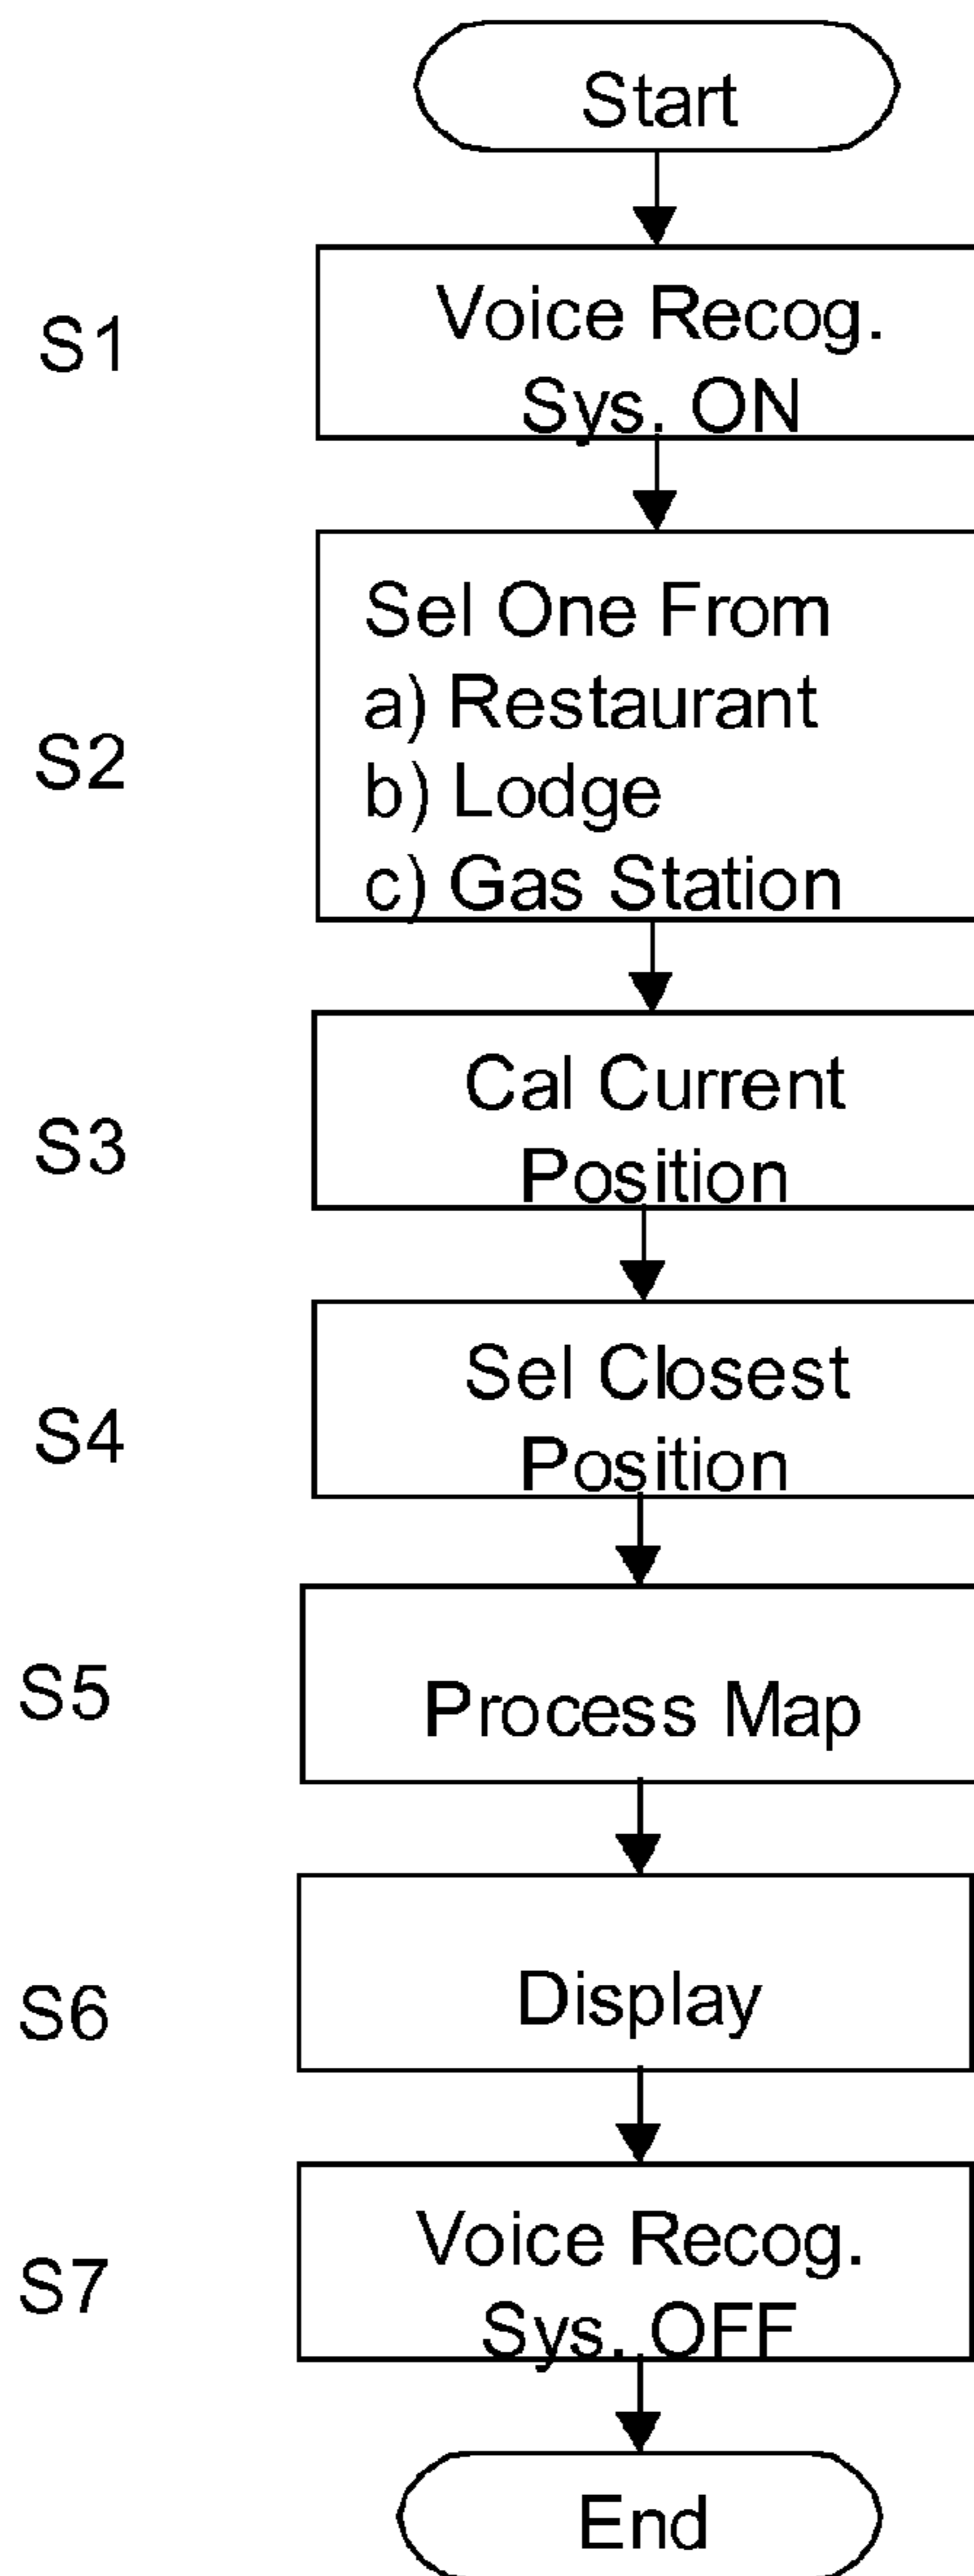 Start
S1
Voice Recog.
Sys. ON
S2
Sel One From
a) Restaurant
b) Lodge
c) Gas Station
S3
Cal Current
Position
S4
Sel Closest
Position
S5
Process Map
S6
Display
S7
Voice Recog.
Sys. OFF
End